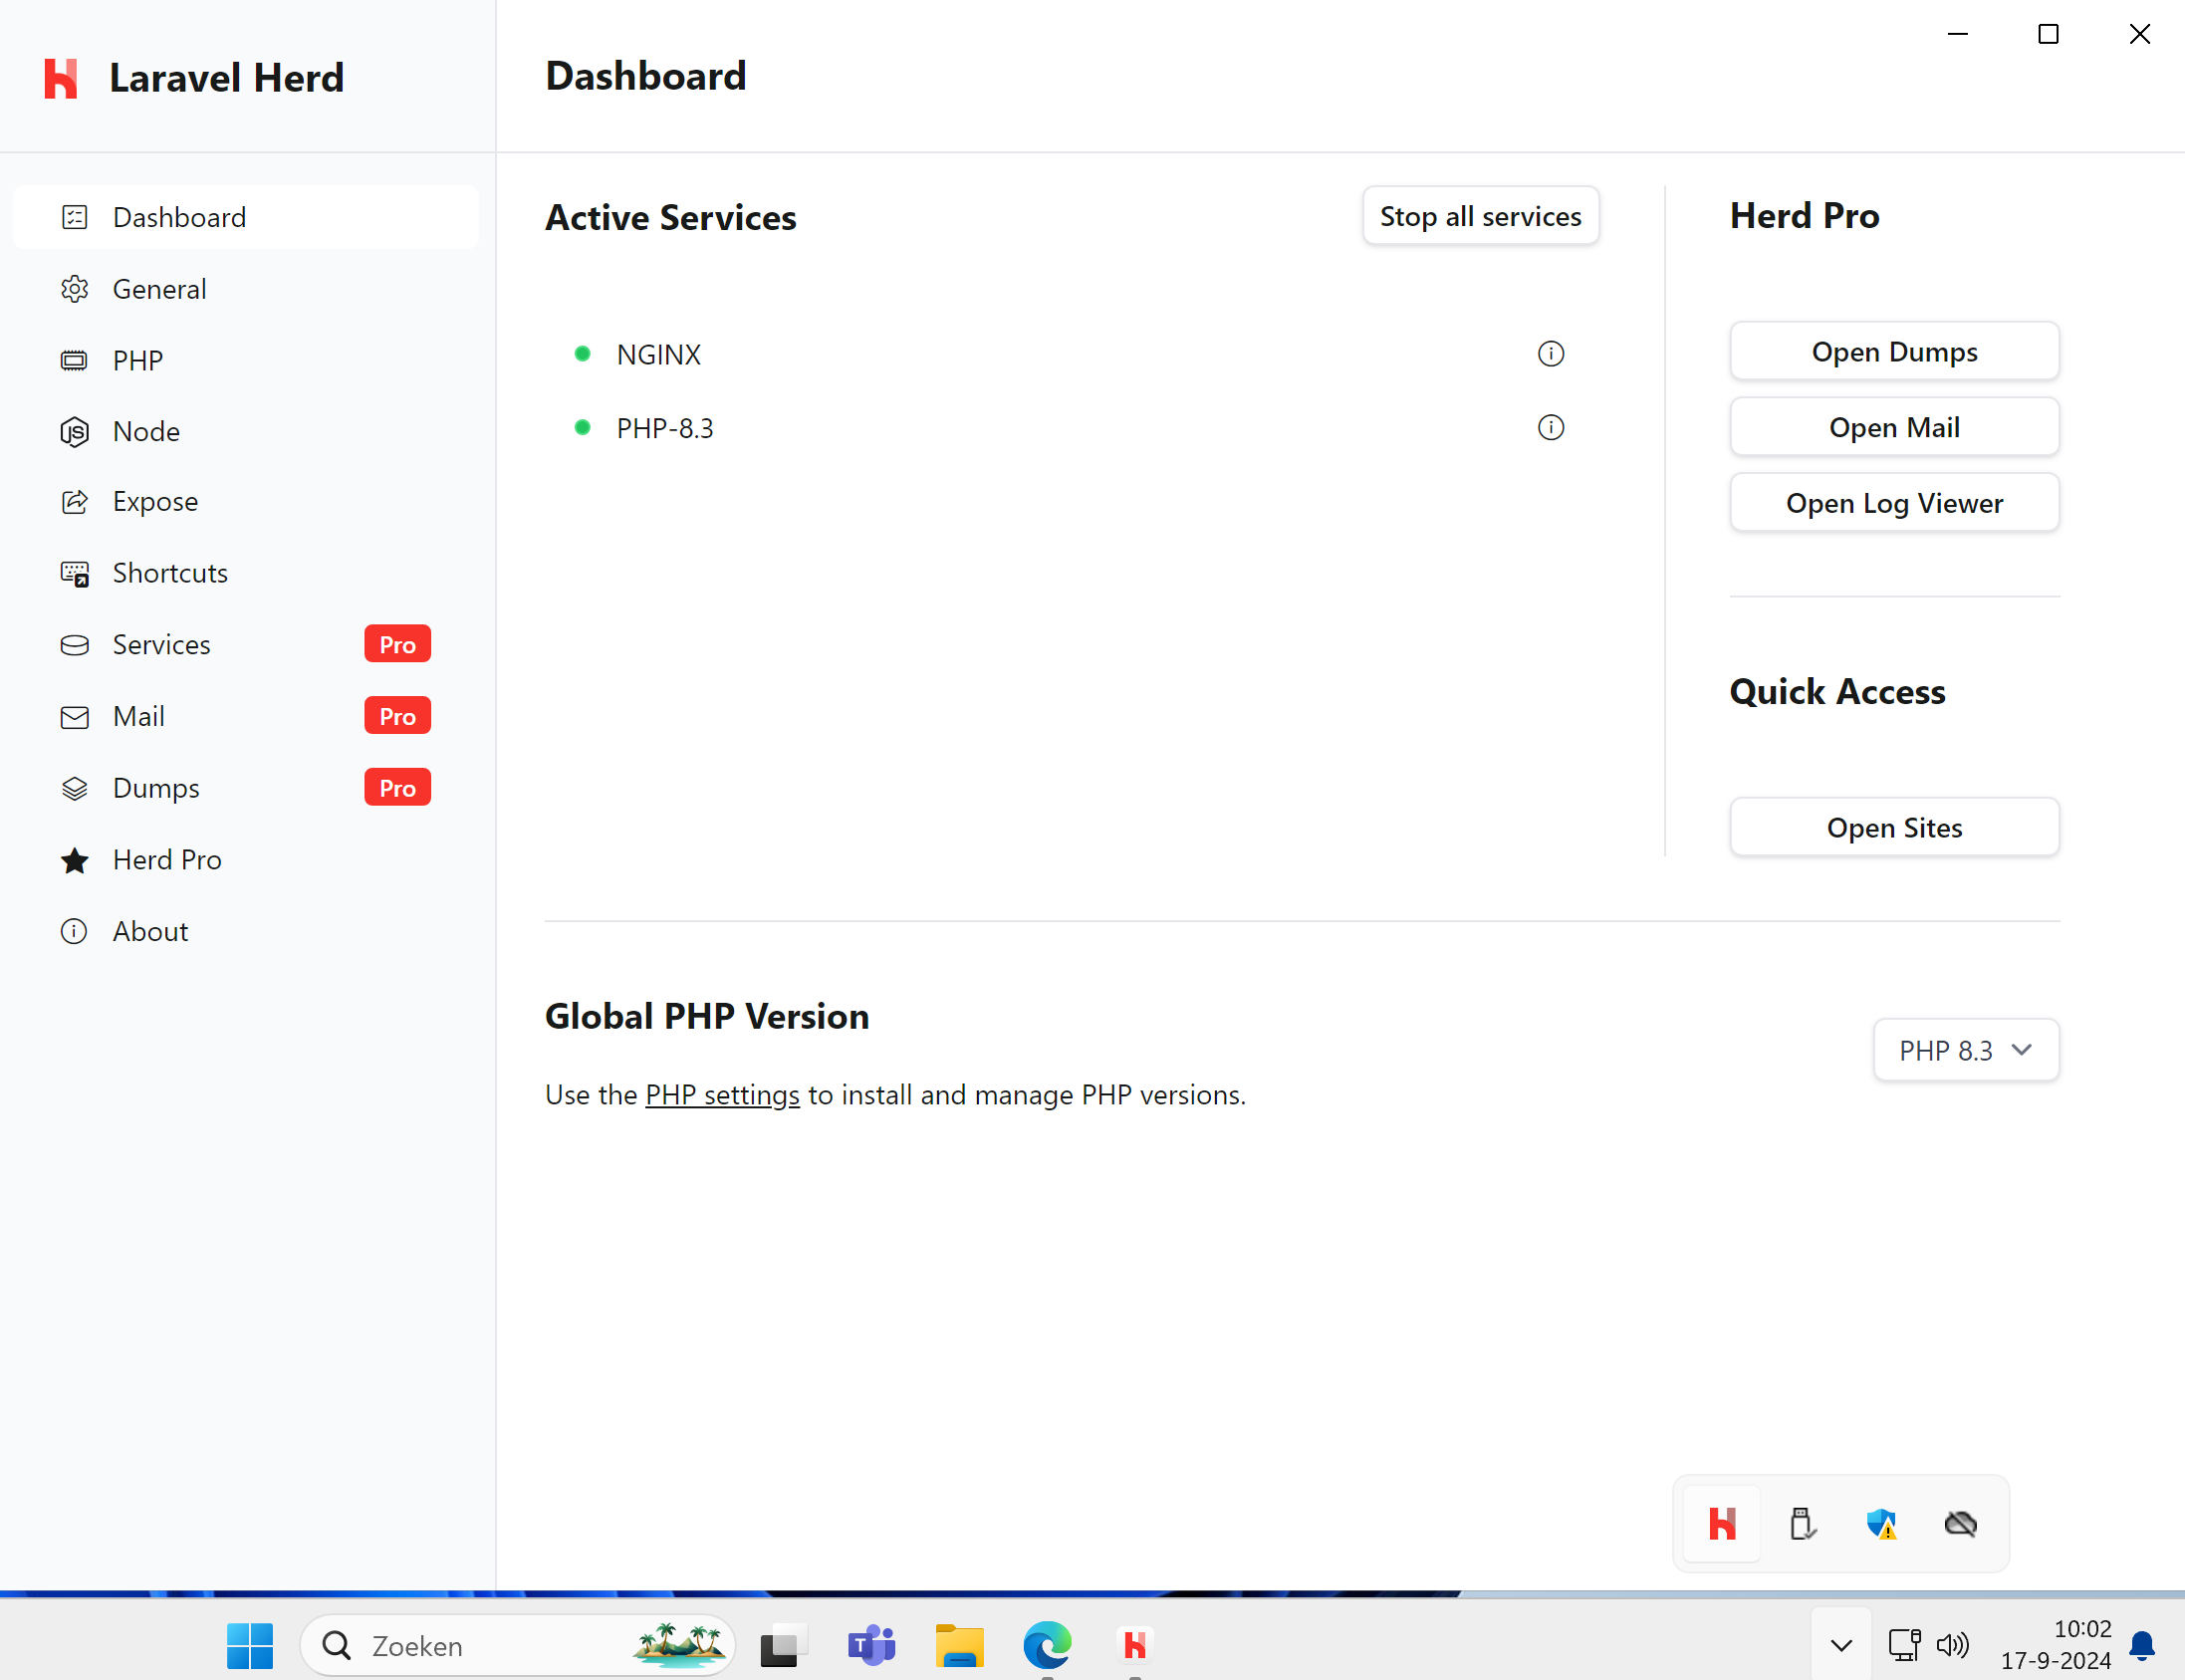 Laravel Herd
Dashboard
Dashboard
General
PHP
Node
Expose
Shortcuts
Services Pro
Mail Pro
Dumps Pro
Herd Pro
About
Active Services
Stop all services
NGINX
PHP-8.3
Herd Pro
Open Dumps
Open Mail
Open Log Viewer
Quick Access
Open Sites
Global PHP Version
Use the PHP settings to install and manage PHP versions.
PHP 8.3
Zoeken
10:02
17-9-2024